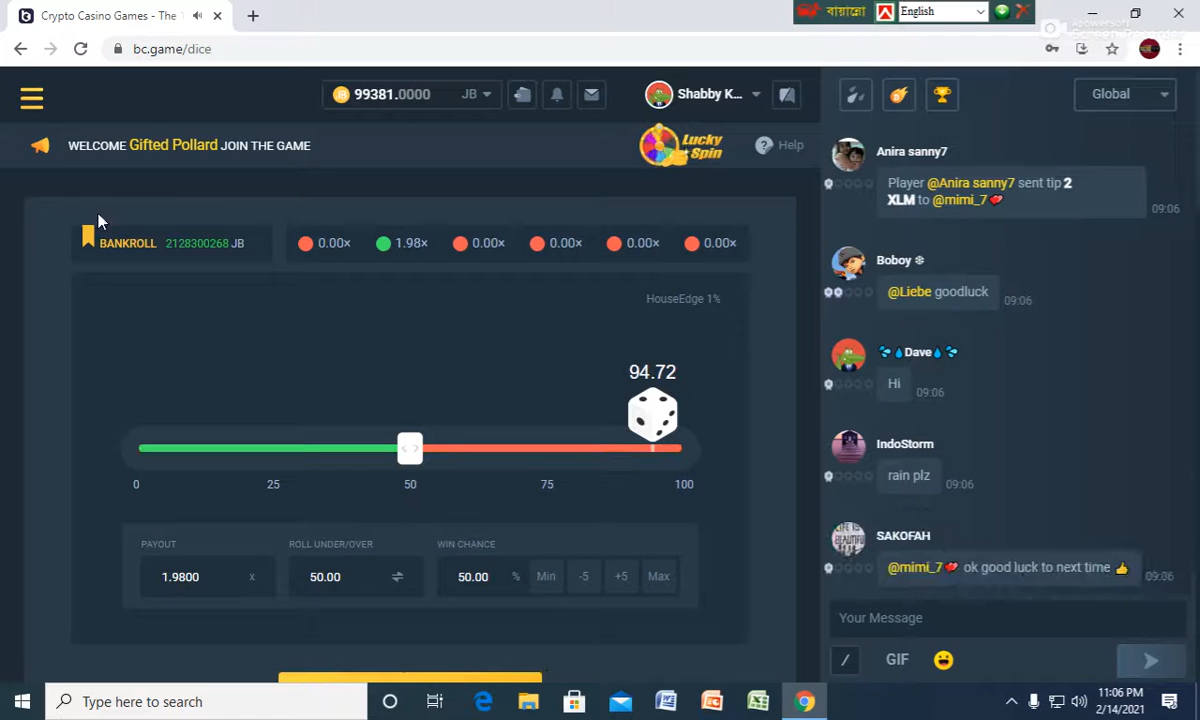 Crypto Casino Games - The
বায়ান্নো
English
Apowersoft
Screen Recorder
bc.game/dice
99381.0000 JB
Shabby K...
Global
WELCOME Gifted Pollard JOIN THE GAME
Lucky
Spin
Help
BANKROLL 2128300268 JB
0.00×
1.98×
0.00×
0.00×
0.00×
0.00×
HouseEdge 1%
94.72
0
25
50
75
100
PAYOUT
1.9800 x
ROLL UNDER/OVER
50.00
WIN CHANCE
50.00 % Min -5 +5 Max
Anira sanny7
Player @Anira sanny7 sent tip 2
XLM to @mimi_7
09:06
Boboy
@Liebe goodluck
09:06
Dave
Hi
09:06
IndoStorm
rain plz
09:06
SAKOFAH
@mimi_7 ok good luck to next time
09:06
Your Message
/
GIF
Type here to search
11:06 PM
2/14/2021